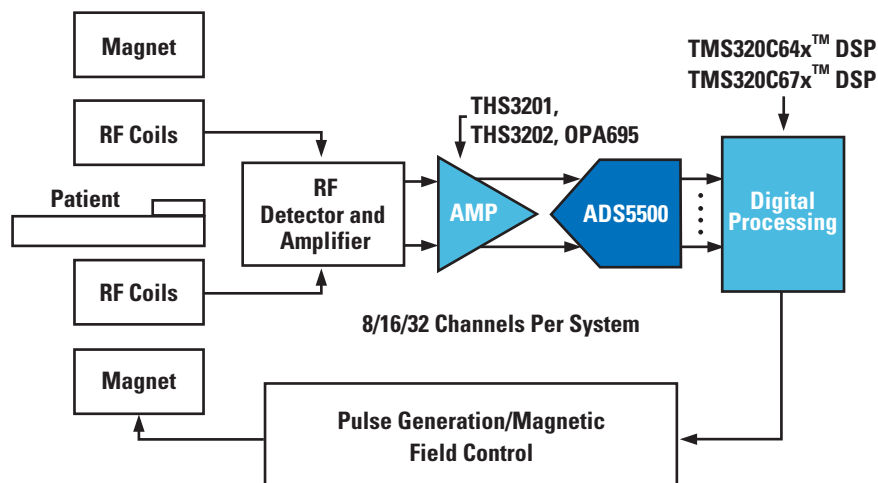 Magnet
TMS320C64x™ DSP
TMS320C67x™ DSP
RF Coils
THS3201,
THS3202, OPA695
Patient
RF
Detector and
Amplifier
AMP
ADS5500
Digital
Processing
RF Coils
8/16/32 Channels Per System
Magnet
Pulse Generation/Magnetic
Field Control